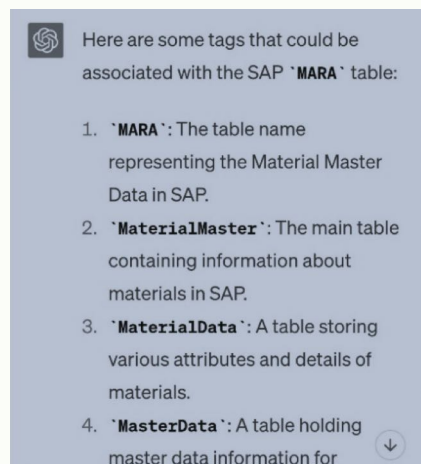 Here are some tags that could be
associated with the SAP `MARA` table:
1. `MARA`: The table name
representing the Material Master
Data in SAP.
2. `MaterialMaster`: The main table
containing information about
materials in SAP.
3. `MaterialData`: A table storing
various attributes and details of
materials.
4. `MasterData`: A table holding
master data information for